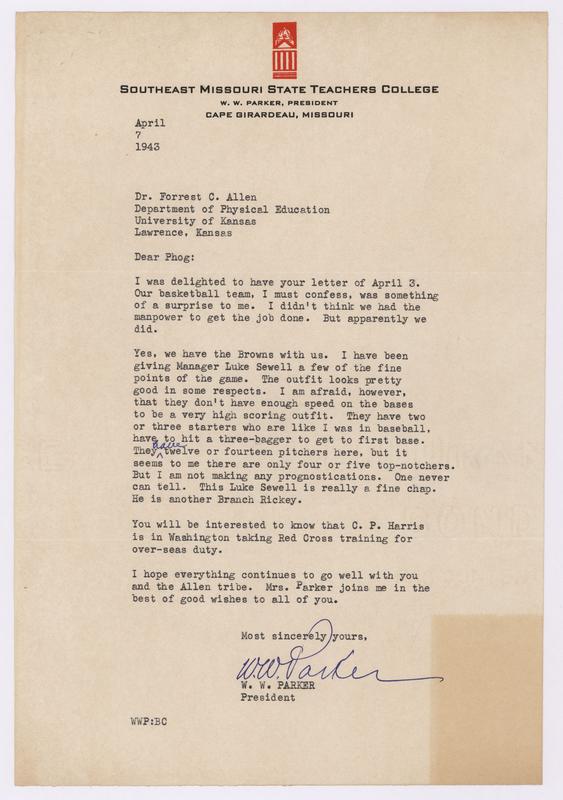 SOUTHEAST MISSOURI STATE TEACHERS COLLEGE
W. W. PARKER, PRESIDENT
CAPE GIRARDEAU, MISSOURI
April
7
1943
Dr. Forrest C. Allen
Department of Physical Education
University of Kansas
Lawrence, Kansas
Dear Phog:
I was delighted to have your letter of April 3.
Our basketball team, I must confess, was something
of a surprise to me. I didn't think we had the
manpower to get the job done. But apparently we
did.
Yes, we have the Browns with us. I have been
giving Manager Luke Sewell a few of the fine
points of the game. The outfit looks pretty
good in some respects. I am afraid, however,
that they don't have enough speed on the bases
to be a very high scoring outfit. They have two
or three starters who are like I was in baseball,
have to hit a three-bagger to get to first base.
They have twelve or fourteen pitchers here, but it
seems to me there are only four or five top-notchers.
But I am not making any prognostications. One never
can tell. This Luke Sewell is really a fine chap.
He is another Branch Rickey.
You will be interested to know that C. P. Harris
is in Washington taking Red Cross training for
over-seas duty.
I hope everything continues to go well with you
and the Allen tribe. Mrs. Parker joins me in the
best of good wishes to all of you.
Most sincerely yours,
W.W. Parker
W. W. PARKER
President
WWP:BC